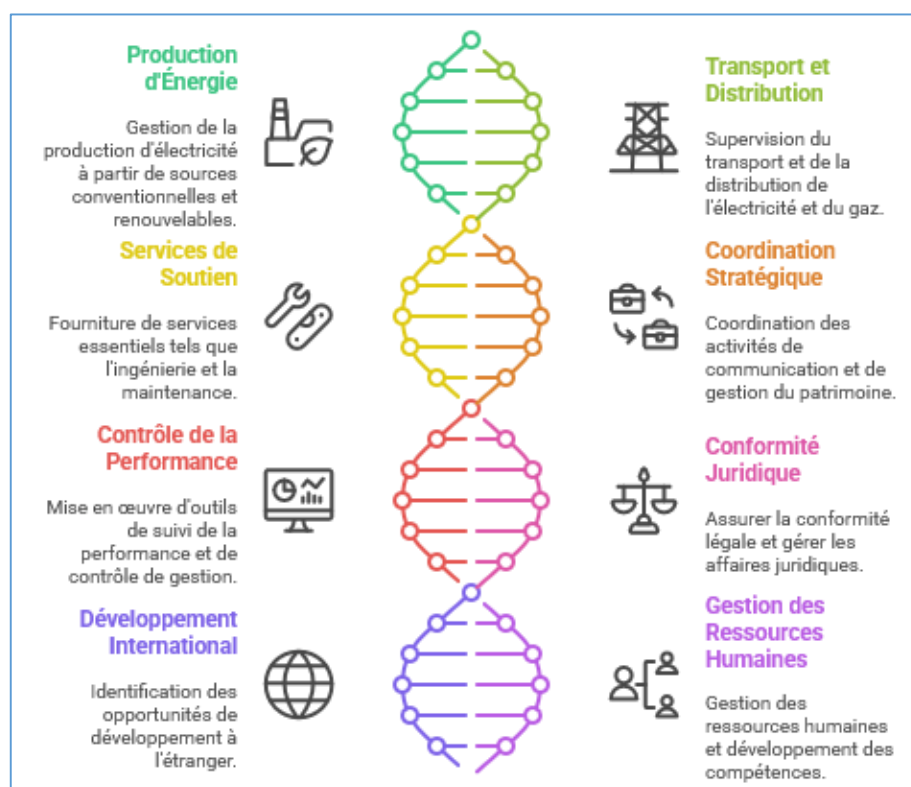 Production
d'Énergie
Gestion de la
production d'électricité
à partir de sources
conventionnelles et
renouvelables.
Transport et
Distribution
Supervision du
transport et de la
distribution de
l'électricité et du gaz.
Services de
Soutien
Fourniture de services
essentiels tels que
l'ingénierie et la
maintenance.
Coordination
Stratégique
Coordination des
activités de
communication et de
gestion du patrimoine.
Contrôle de la
Performance
Mise en œuvre d'outils
de suivi de la
performance et de
contrôle de gestion.
Conformité
Juridique
Assurer la conformité
légale et gérer les
affaires juridiques.
Développement
International
Identification des
opportunités de
développement à
l'étranger.
Gestion des
Ressources
Humaines
Gestion des
ressources humaines
et développement des
compétences.